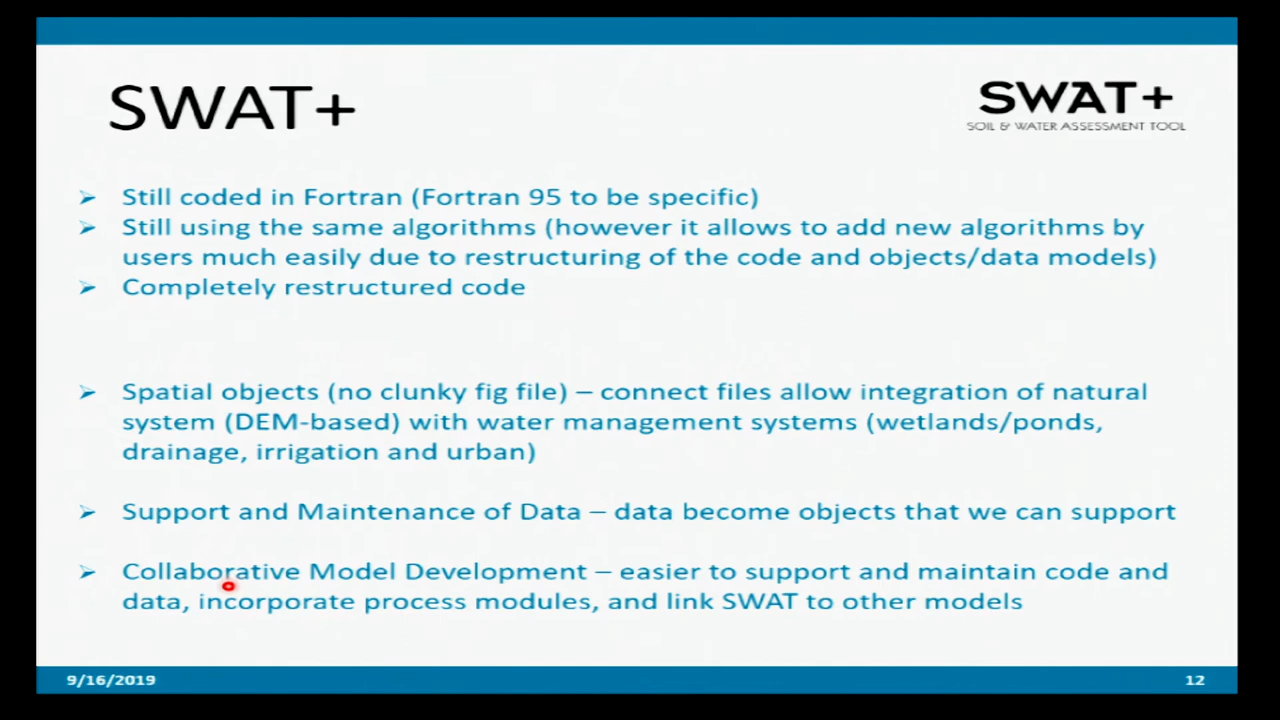 SWAT+
SWAT+
SOIL & WATER ASSESSMENT TOOL
➢ Still coded in Fortran (Fortran 95 to be specific)
➢ Still using the same algorithms (however it allows to add new algorithms by
users much easily due to restructuring of the code and objects/data models)
➢ Completely restructured code
➢ Spatial objects (no clunky fig file) – connect files allow integration of natural
system (DEM-based) with water management systems (wetlands/ponds,
drainage, irrigation and urban)
➢ Support and Maintenance of Data – data become objects that we can support
➢ Collaborative Model Development – easier to support and maintain code and
data, incorporate process modules, and link SWAT to other models
9/16/2019
12